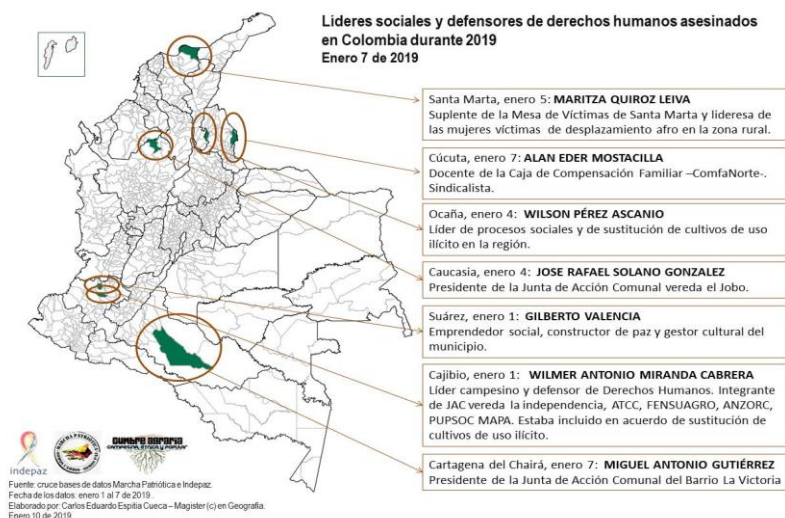 Lideres sociales y defensores de derechos humanos asesinados
en Colombia durante 2019
Enero 7 de 2019
Santa Marta, enero 5: MARITZA QUIROZ LEIVA
Suplente de la Mesa de Víctimas de Santa Marta y lideresa de
las mujeres víctimas de desplazamiento afro en la zona rural.
Cúcuta, enero 7: ALAN EDER MOSTACILLA
Docente de la Caja de Compensación Familiar –ComfaNorte-.
Sindicalista.
Ocaña, enero 4: WILSON PÉREZ ASCANIO
Líder de procesos sociales y de sustitución de cultivos de uso
ilícito en la región.
Caucasia, enero 4: JOSE RAFAEL SOLANO GONZALEZ
Presidente de la Junta de Acción Comunal vereda el Jobo.
Suárez, enero 1: GILBERTO VALENCIA
Emprendedor social, constructor de paz y gestor cultural del
municipio.
Cajibio, enero 1: WILMER ANTONIO MIRANDA CABRERA
Líder campesino y defensor de Derechos Humanos. Integrante
de JAC vereda la independencia, ATCC, FENSUAGRO, ANZORC,
PUPSOC MAPA. Estaba incluido en acuerdo de sustitución de
cultivos de uso ilícito.
Cartagena del Chairá, enero 7: MIGUEL ANTONIO GUTIÉRREZ
Presidente de la Junta de Acción Comunal del Barrio La Victoria
indepaz
MARCHA PATRIÓTICA
CUMBRE AGRARIA
CAMPESINA, ÉTNICA Y POPULAR
Fuente: cruce bases de datos Marcha Patriótica e Indepaz.
Fecha de los datos: enero 1 al 7 de 2019.
Elaborado por: Carlos Eduardo Espitia Cueca – Magister (c) en Geografía.
Enero 10 de 2019